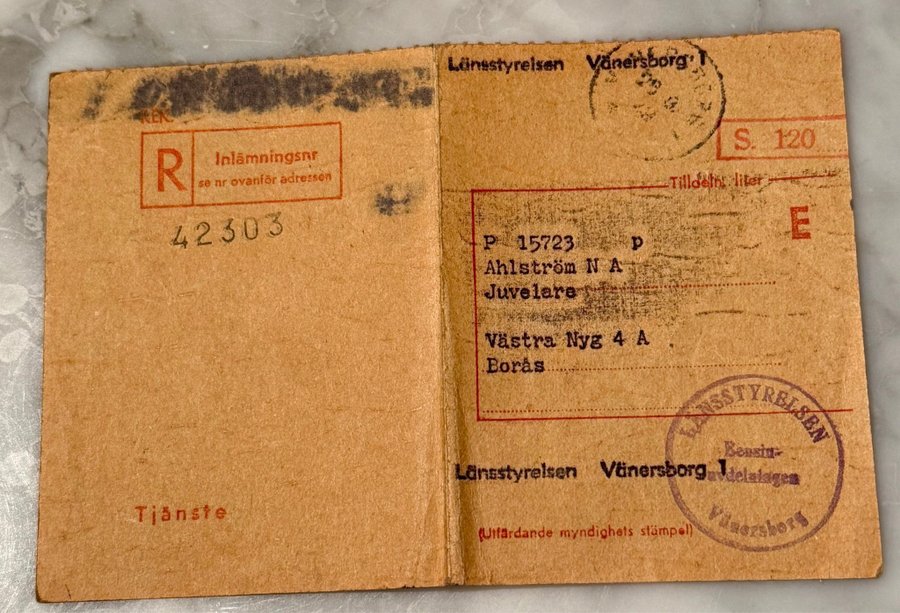 REK
R
Inlämningsnr
se nr ovanför adressen
42303
Tjänste
Länsstyrelsen Vänersborg 1
S. 120
Tilldeln. liter
E
P 15723 P
Ahlström N A
Juvelare
Västra Nyg 4 A
Borås
Länsstyrelsen Vänersborg 1
(Utfärdande myndighets stämpel)
LÄNSSTYRELSEN
Bensin-
avdelningen
Vänersborg